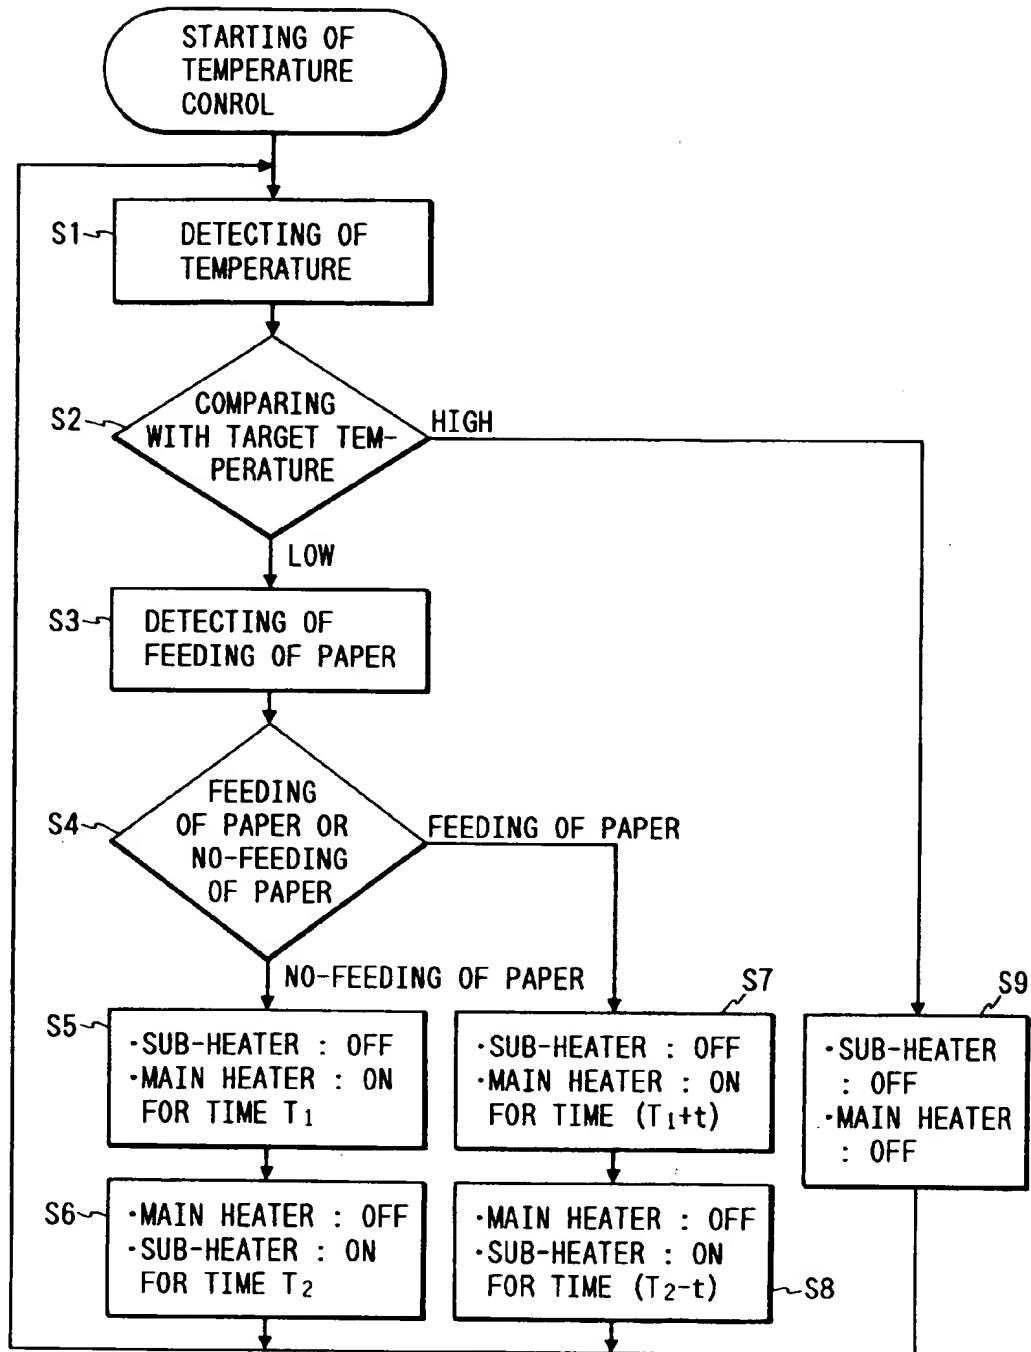 STARTING OF
TEMPERATURE
CONROL
S1
DETECTING OF
TEMPERATURE
S2
COMPARING
WITH TARGET TEM-
PERATURE
HIGH
LOW
S3
DETECTING OF
FEEDING OF PAPER
S4
FEEDING
OF PAPER OR
NO-FEEDING
OF PAPER
FEEDING OF PAPER
NO-FEEDING OF PAPER
S5
·SUB-HEATER : OFF
·MAIN HEATER : ON
FOR TIME T1
S7
·SUB-HEATER : OFF
·MAIN HEATER : ON
FOR TIME (T1+t)
S9
·SUB-HEATER
: OFF
·MAIN HEATER
: OFF
S6
·MAIN HEATER : OFF
·SUB-HEATER : ON
FOR TIME T2
·MAIN HEATER : OFF
·SUB-HEATER : ON
FOR TIME (T2-t)
S8